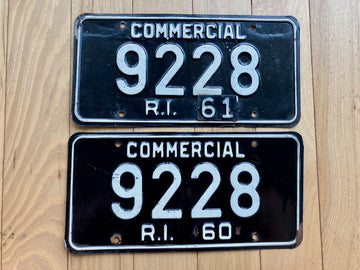 COMMERCIAL
9228
R.I. 61
COMMERCIAL
9228
R.I. 60